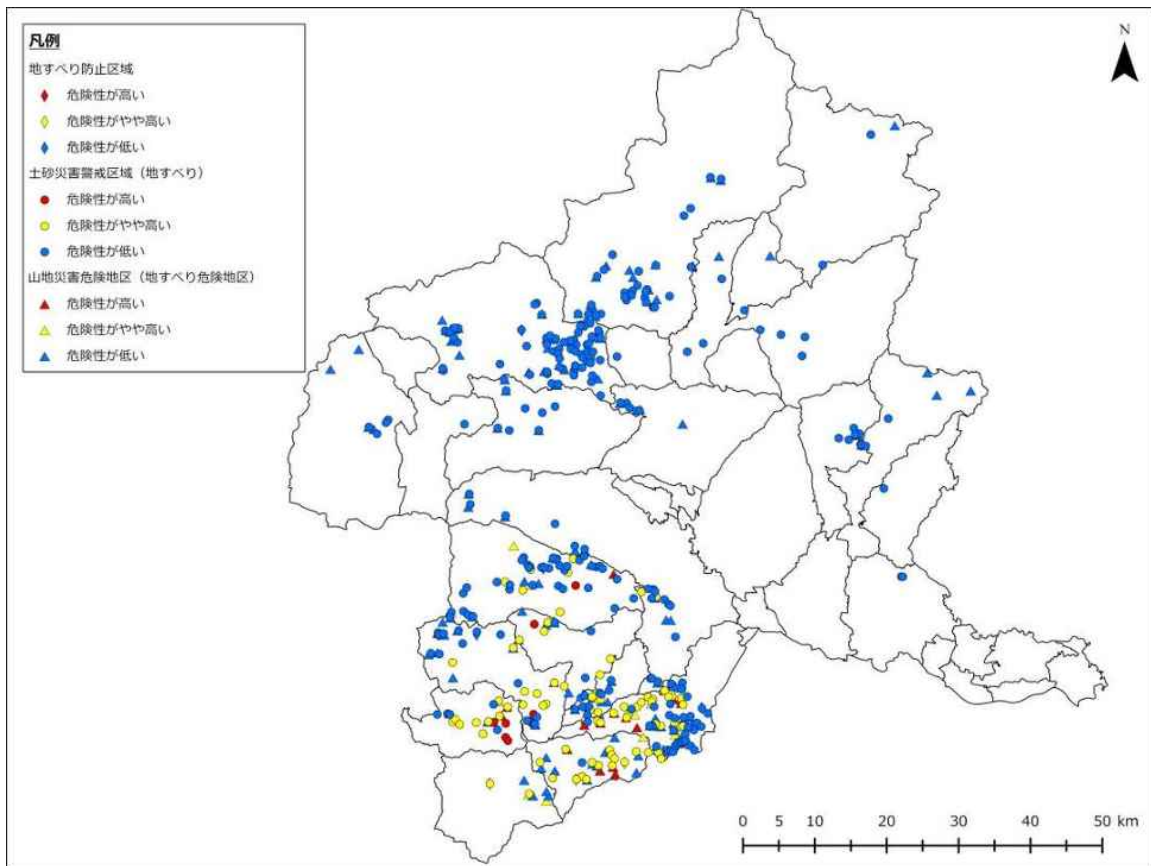 凡例
地すべり防止区域
危険性が高い
危険性がやや高い
危険性が低い
土砂災害警戒区域（地すべり）
危険性が高い
危険性がやや高い
危険性が低い
山地災害危険地区（地すべり危険地区）
危険性が高い
危険性がやや高い
危険性が低い
N
0 5 10 20 30 40 50 km